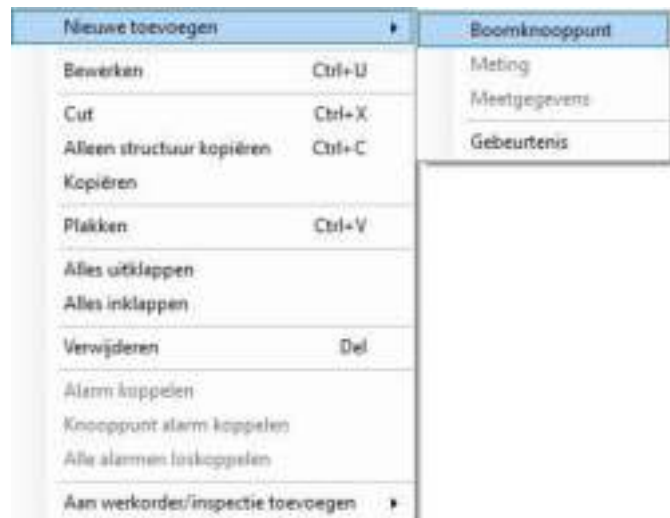 Nieuwe toevoegen
Boomknooppunt
Bewerken Ctrl+U
Meting
Meetgegevens
Cut Ctrl+X
Gebeurtenis
Alleen structuur kopiëren Ctrl+C
Kopiëren
Plakken Ctrl+V
Alles uitklappen
Alles inklappen
Verwijderen Del
Alarm koppelen
Knooppunt alarm koppelen
Alle alarmen loskoppelen
Aan werkorder/inspectie toevoegen